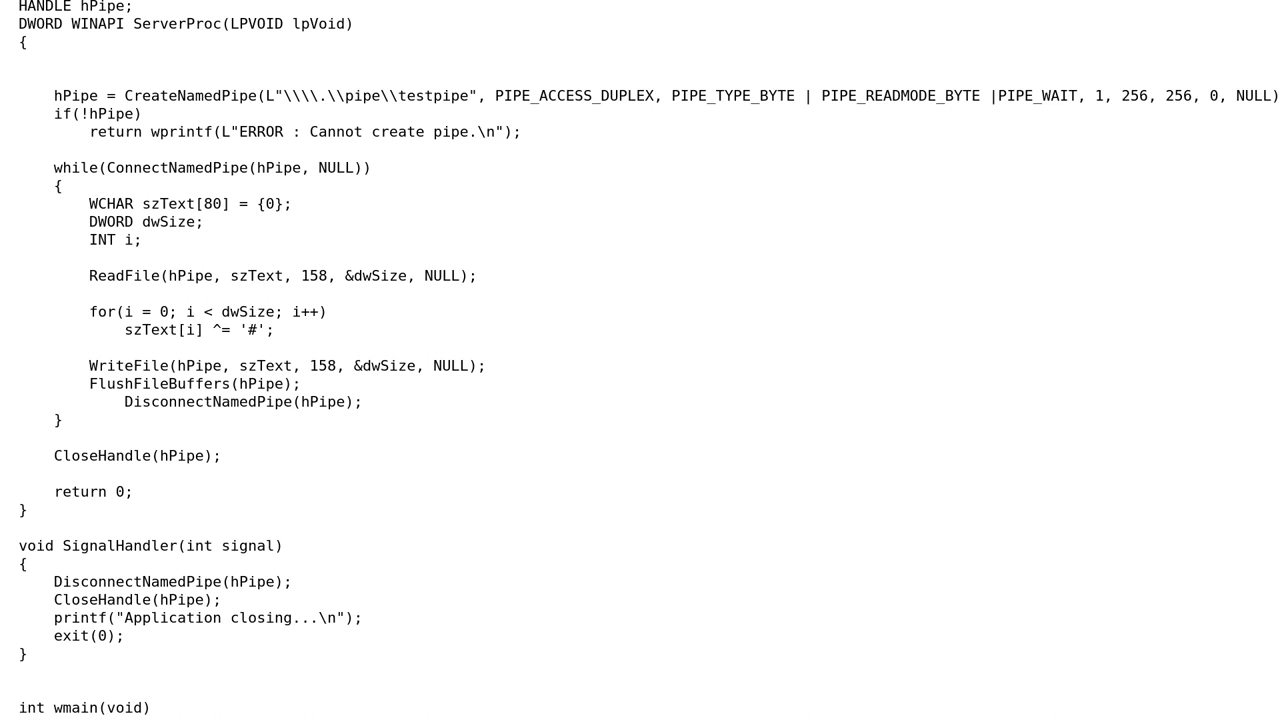 HANDLE hPipe;
DWORD WINAPI ServerProc(LPVOID lpVoid)
{
    hPipe = CreateNamedPipe(L"\\\\.\\pipe\\testpipe", PIPE_ACCESS_DUPLEX, PIPE_TYPE_BYTE | PIPE_READMODE_BYTE |PIPE_WAIT, 1, 256, 256, 0, NULL)
    if(!hPipe)
        return wprintf(L"ERROR : Cannot create pipe.\n");
    while(ConnectNamedPipe(hPipe, NULL))
    {
        WCHAR szText[80] = {0};
        DWORD dwSize;
        INT i;
        ReadFile(hPipe, szText, 158, &dwSize, NULL);
        for(i = 0; i < dwSize; i++)
            szText[i] ^= '#';
        WriteFile(hPipe, szText, 158, &dwSize, NULL);
        FlushFileBuffers(hPipe);
            DisconnectNamedPipe(hPipe);
    }
    CloseHandle(hPipe);
    return 0;
}
void SignalHandler(int signal)
{
    DisconnectNamedPipe(hPipe);
    CloseHandle(hPipe);
    printf("Application closing...\n");
    exit(0);
}
int wmain(void)